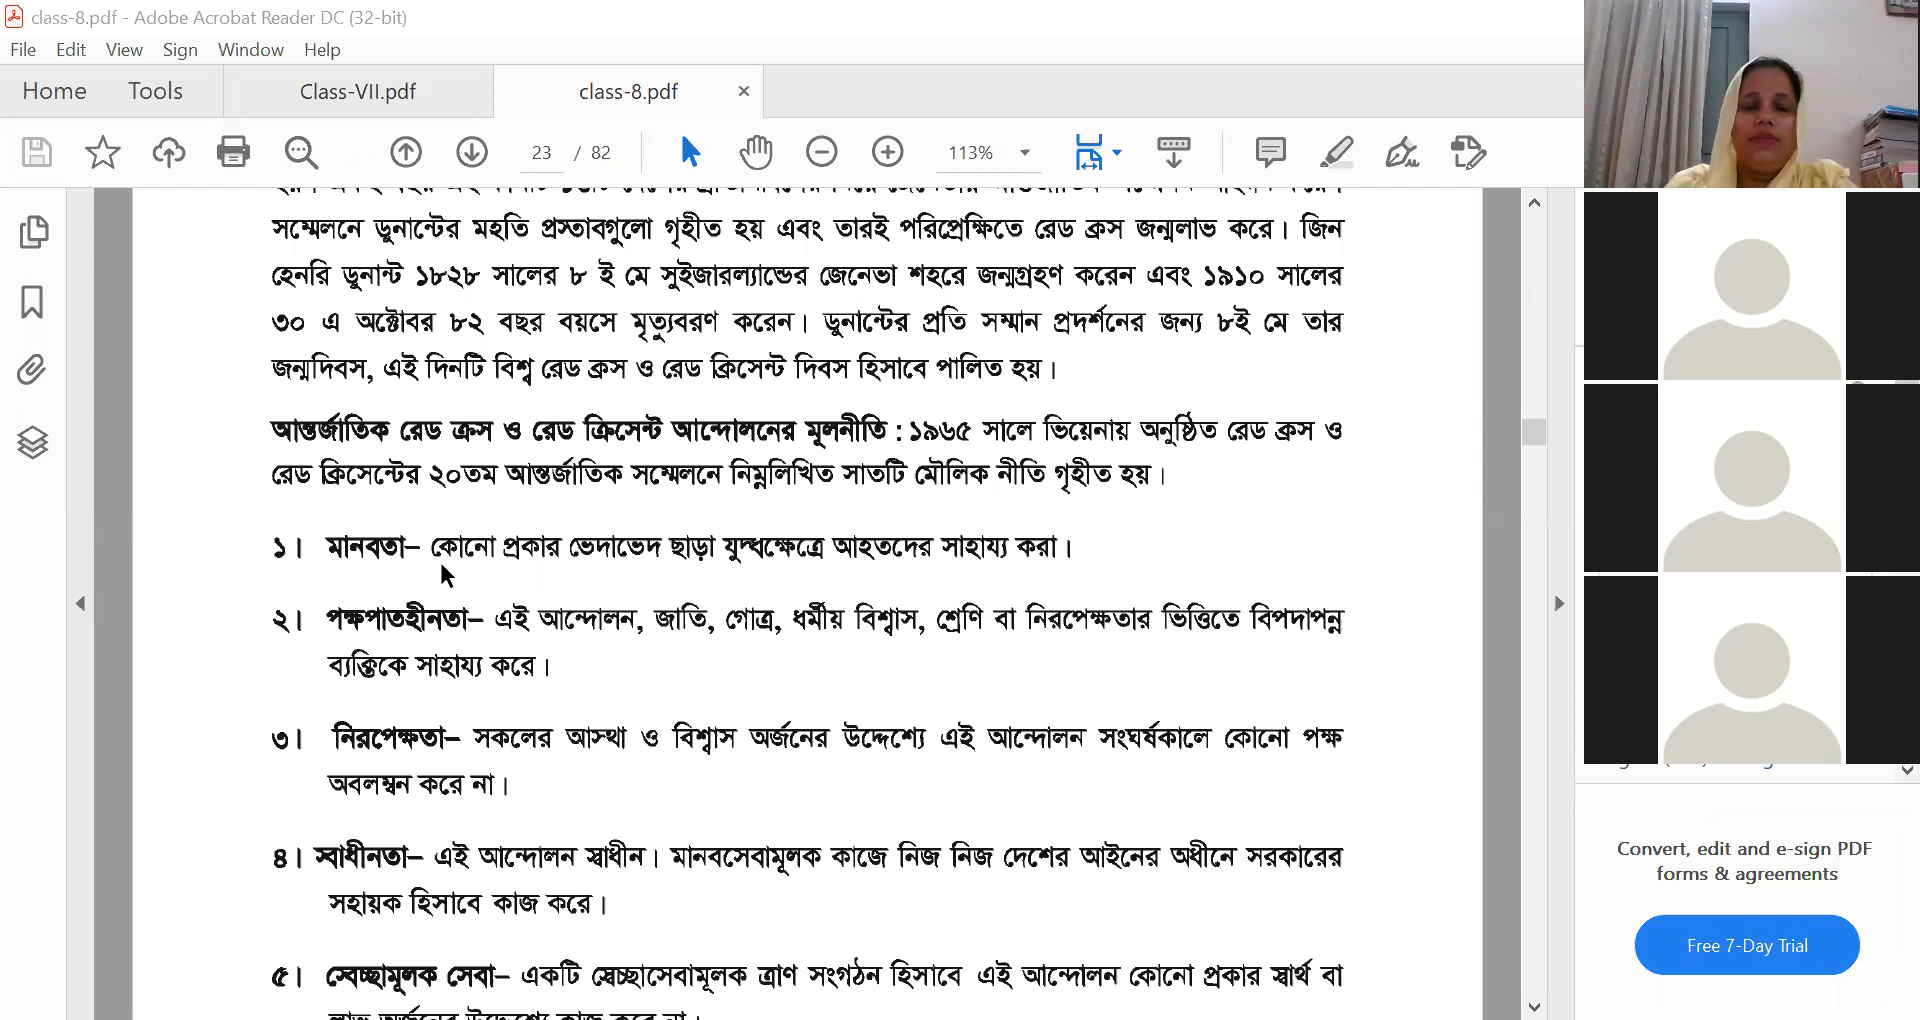 class-8.pdf - Adobe Acrobat Reader DC (32-bit)
File Edit View Sign Window Help
Home Tools Class-VII.pdf class-8.pdf
23 / 82 113%
সম্মেলনে ডুনান্টের মহতি প্রস্তাবগুলো গৃহীত হয় এবং তারই পরিপ্রেক্ষিতে রেড ক্রস জন্মলাভ করে। জিন
হেনরি ডুনান্ট ১৮২৮ সালের ৮ ই মে সুইজারল্যান্ডের জেনেভা শহরে জন্মগ্রহণ করেন এবং ১৯১০ সালের
৩০ এ অক্টোবর ৮২ বছর বয়সে মৃত্যুবরণ করেন। ডুনান্টের প্রতি সম্মান প্রদর্শনের জন্য ৮ই মে তার
জন্মদিবস, এই দিনটি বিশ্ব রেড ক্রস ও রেড ক্রিসেন্ট দিবস হিসাবে পালিত হয়।
আন্তর্জাতিক রেড ক্রস ও রেড ক্রিসেন্ট আন্দোলনের মূলনীতি : ১৯৬৫ সালে ভিয়েনায় অনুষ্ঠিত রেড ক্রস ও
রেড ক্রিসেন্টের ২০তম আন্তর্জাতিক সম্মেলনে নিম্নলিখিত সাতটি মৌলিক নীতি গৃহীত হয়।
১। মানবতা– কোনো প্রকার ভেদাভেদ ছাড়া যুদ্ধক্ষেত্রে আহতদের সাহায্য করা।
২। পক্ষপাতহীনতা– এই আন্দোলন, জাতি, গোত্র, ধর্মীয় বিশ্বাস, শ্রেণি বা নিরপেক্ষতার ভিত্তিতে বিপদাপন্ন
ব্যক্তিকে সাহায্য করে।
৩। নিরপেক্ষতা– সকলের আস্থা ও বিশ্বাস অর্জনের উদ্দেশ্যে এই আন্দোলন সংঘর্ষকালে কোনো পক্ষ
অবলম্বন করে না।
৪। স্বাধীনতা– এই আন্দোলন স্বাধীন। মানবসেবামূলক কাজে নিজ নিজ দেশের আইনের অধীনে সরকারের
সহায়ক হিসাবে কাজ করে।
৫। স্বেচ্ছামূলক সেবা– একটি স্বেচ্ছাসেবামূলক ত্রাণ সংগঠন হিসাবে এই আন্দোলন কোনো প্রকার স্বার্থ বা
Convert, edit and e-sign PDF
forms & agreements
Free 7-Day Trial